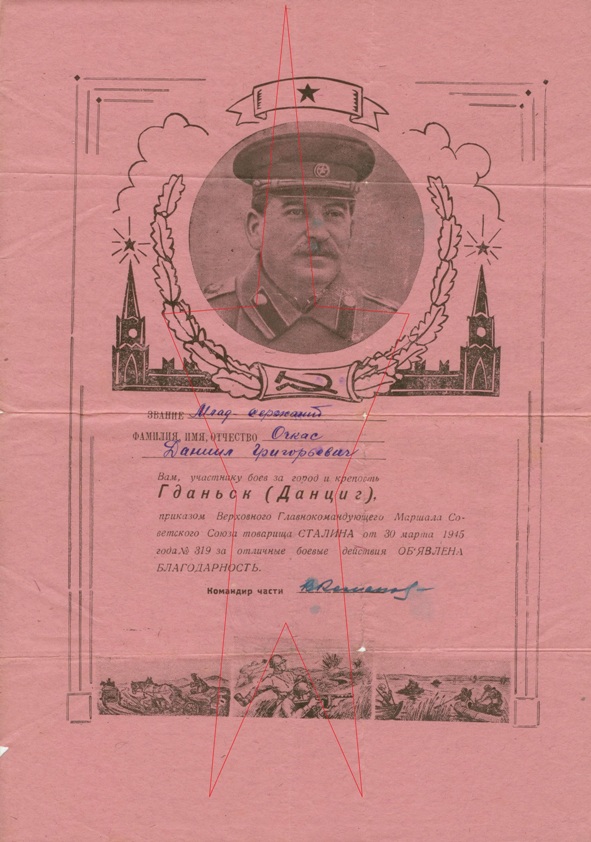 ЗВАНИЕ Млад. сержант
ФАМИЛИЯ, ИМЯ, ОТЧЕСТВО Очкас
Даниил Григорьевич
Вам, участнику боев за город и крепость
Гданьск (Данциг),
приказом Верховного Главнокомандующего Маршала Со-
ветского Союза товарища СТАЛИНА от 30 марта 1945
года № 319 за отличные боевые действия ОБ'ЯВЛЕНА
БЛАГОДАРНОСТЬ.
Командир части